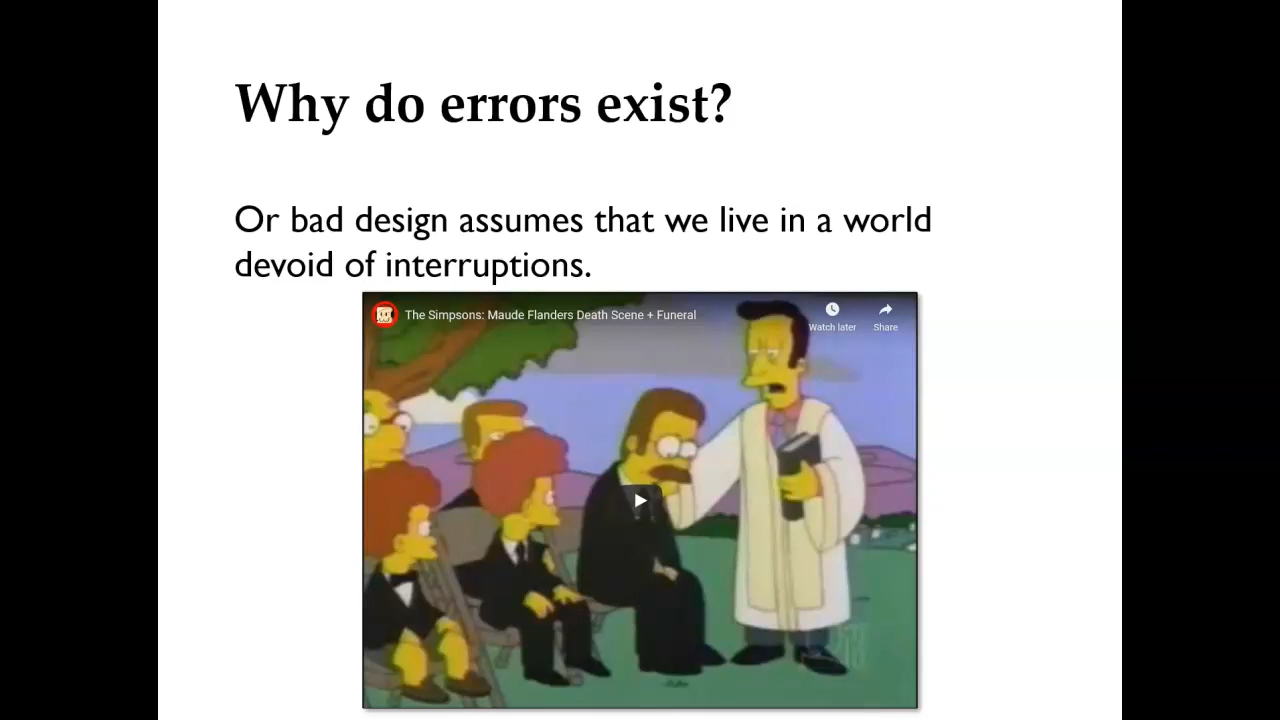 Why do errors exist?
Or bad design assumes that we live in a world
devoid of interruptions.
The Simpsons: Maude Flanders Death Scene + Funeral
Watch later
Share